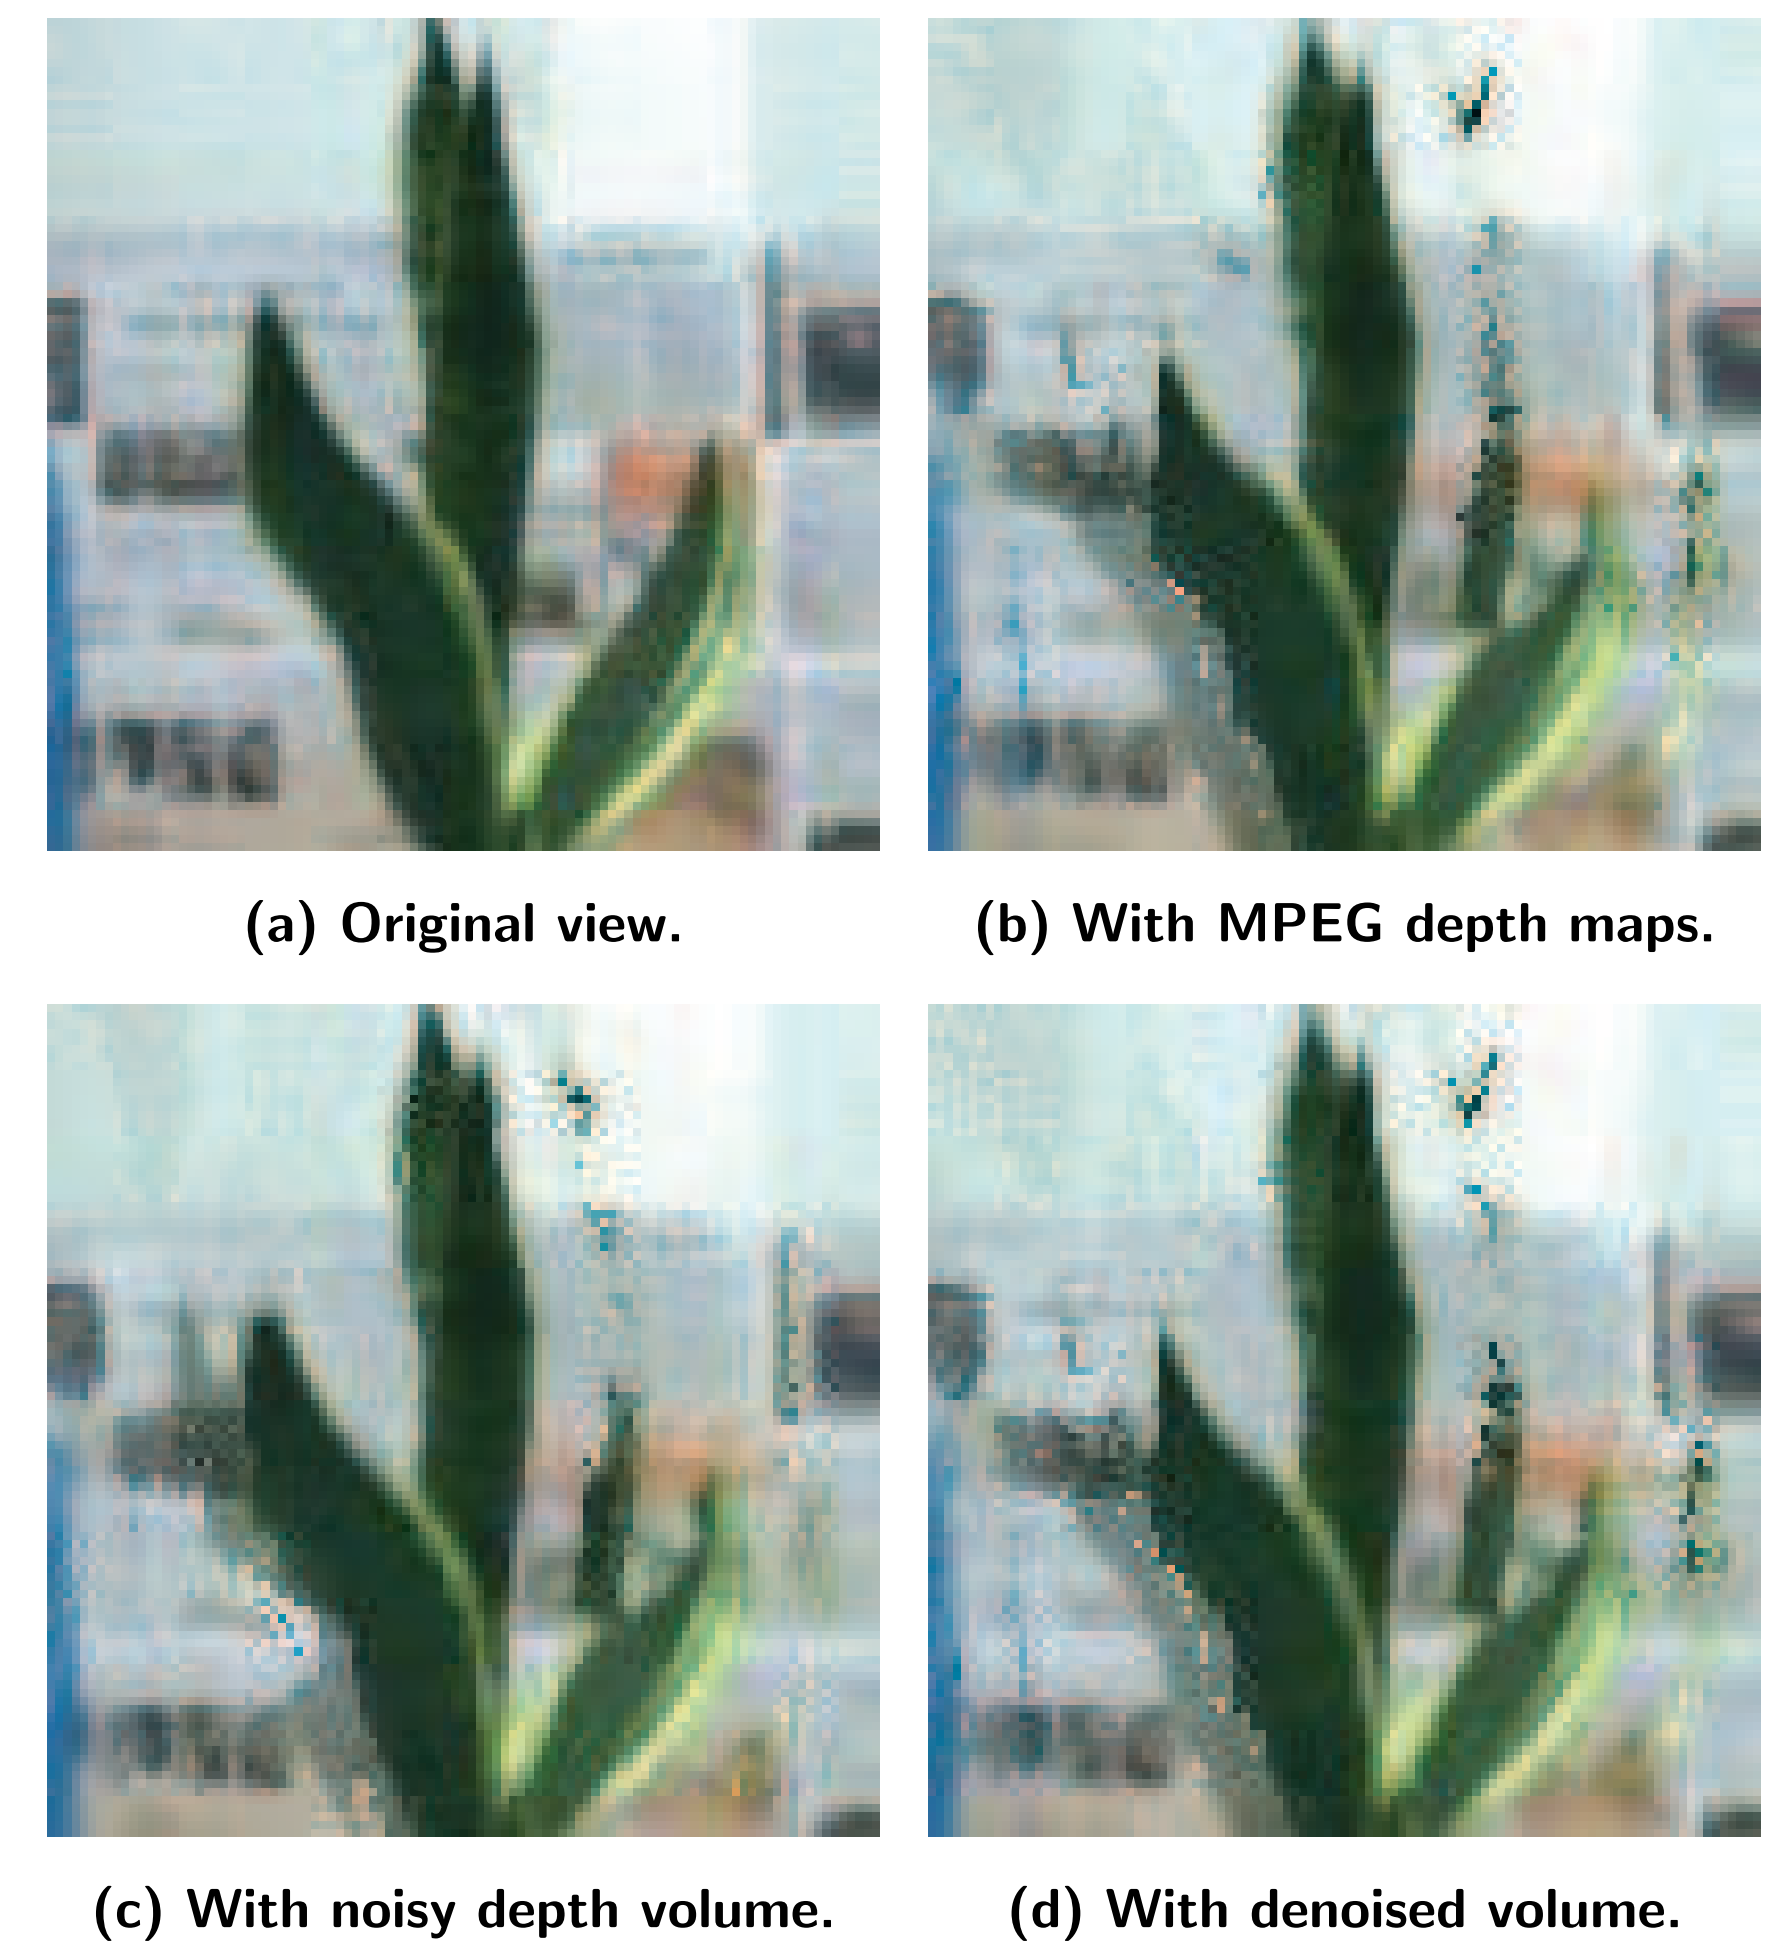 (a) Original view.
(b) With MPEG depth maps.
(c) With noisy depth volume.
(d) With denoised volume.